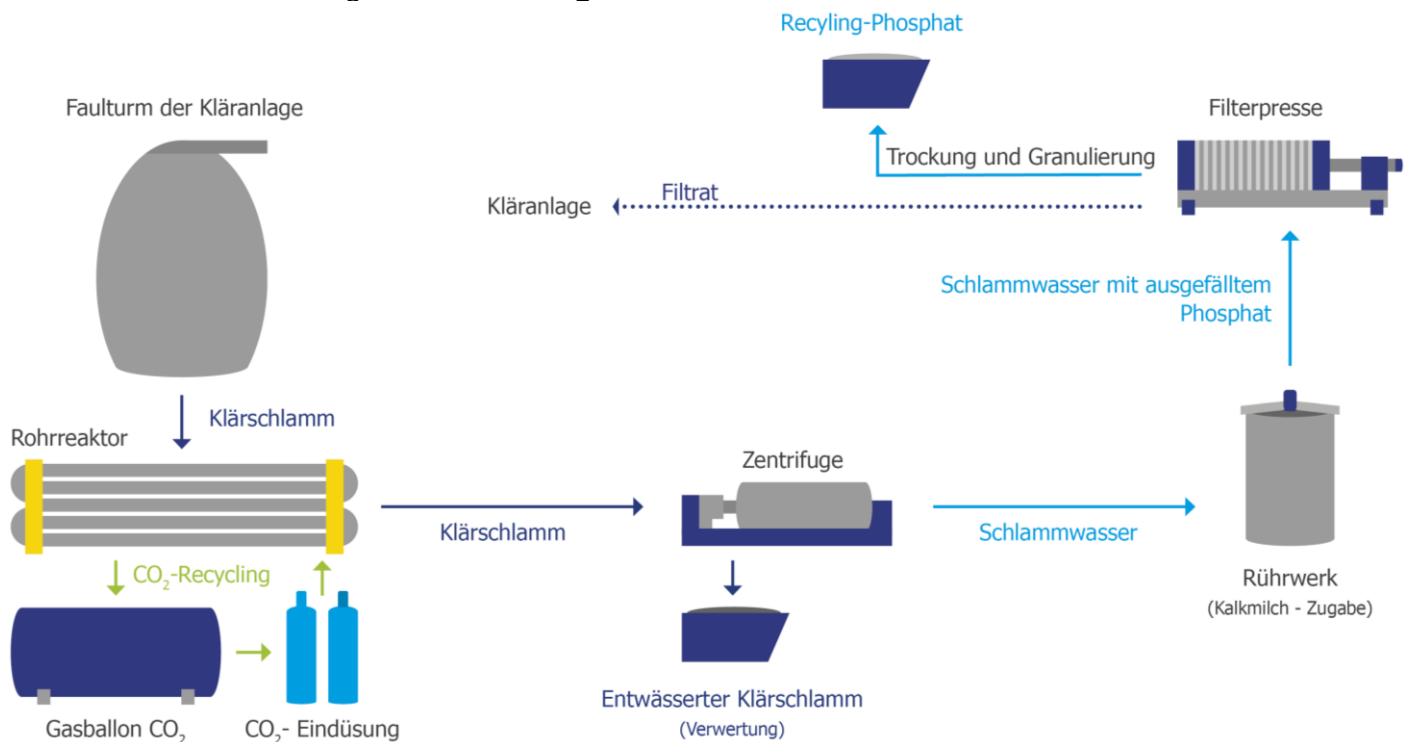 Recyling-Phosphat
Faulturm der Kläranlage
Filterpresse
Trockung und Granulierung
Filtrat
Kläranlage
Schlammwasser mit ausgefälltem
Phosphat
Klärschlamm
Rohrreaktor
Zentrifuge
Klärschlamm
Schlammwasser
CO₂-Recycling
Rührwerk
(Kalkmilch - Zugabe)
Entwässerter Klärschlamm
(Verwertung)
Gasballon CO₂
CO₂- Eindüsung